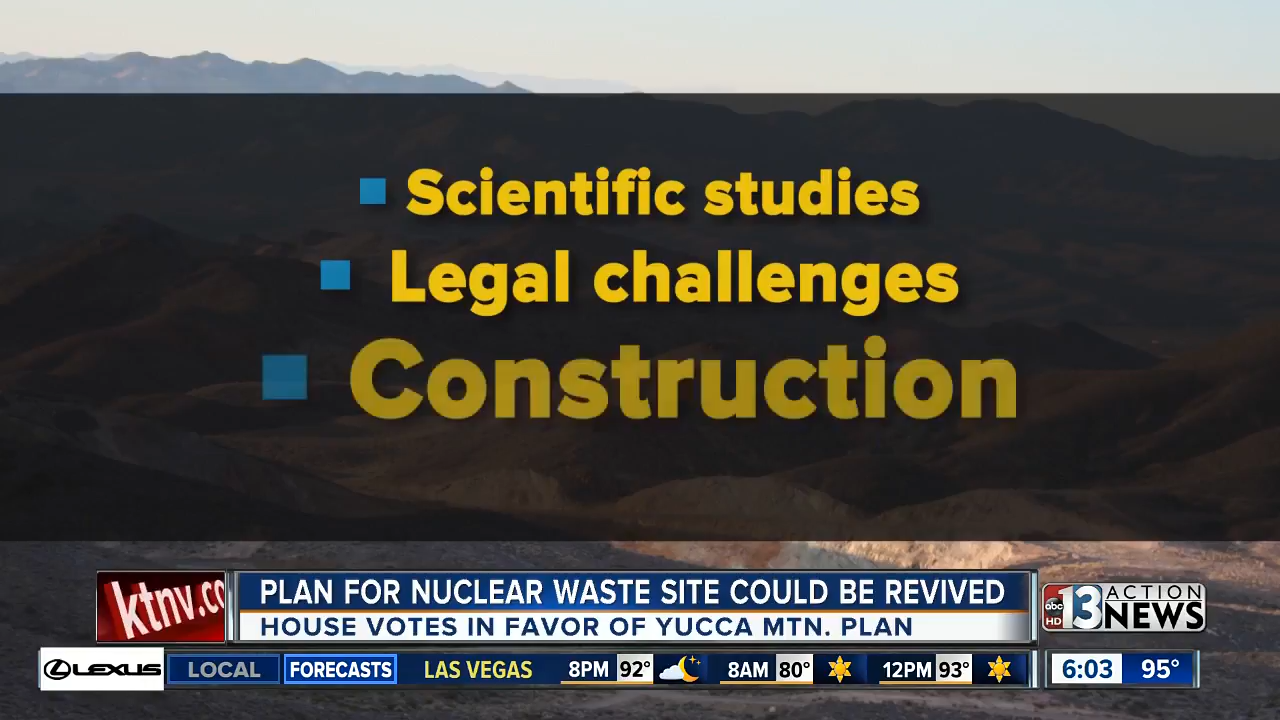 Scientific studies
Legal challenges
Construction
ktnv.co
PLAN FOR NUCLEAR WASTE SITE COULD BE REVIVED
HOUSE VOTES IN FAVOR OF YUCCA MTN. PLAN
abc HD 13 ACTION NEWS
LEXUS LOCAL FORECASTS LAS VEGAS 8PM 92° 8AM 80° 12PM 93° 6:03 95°